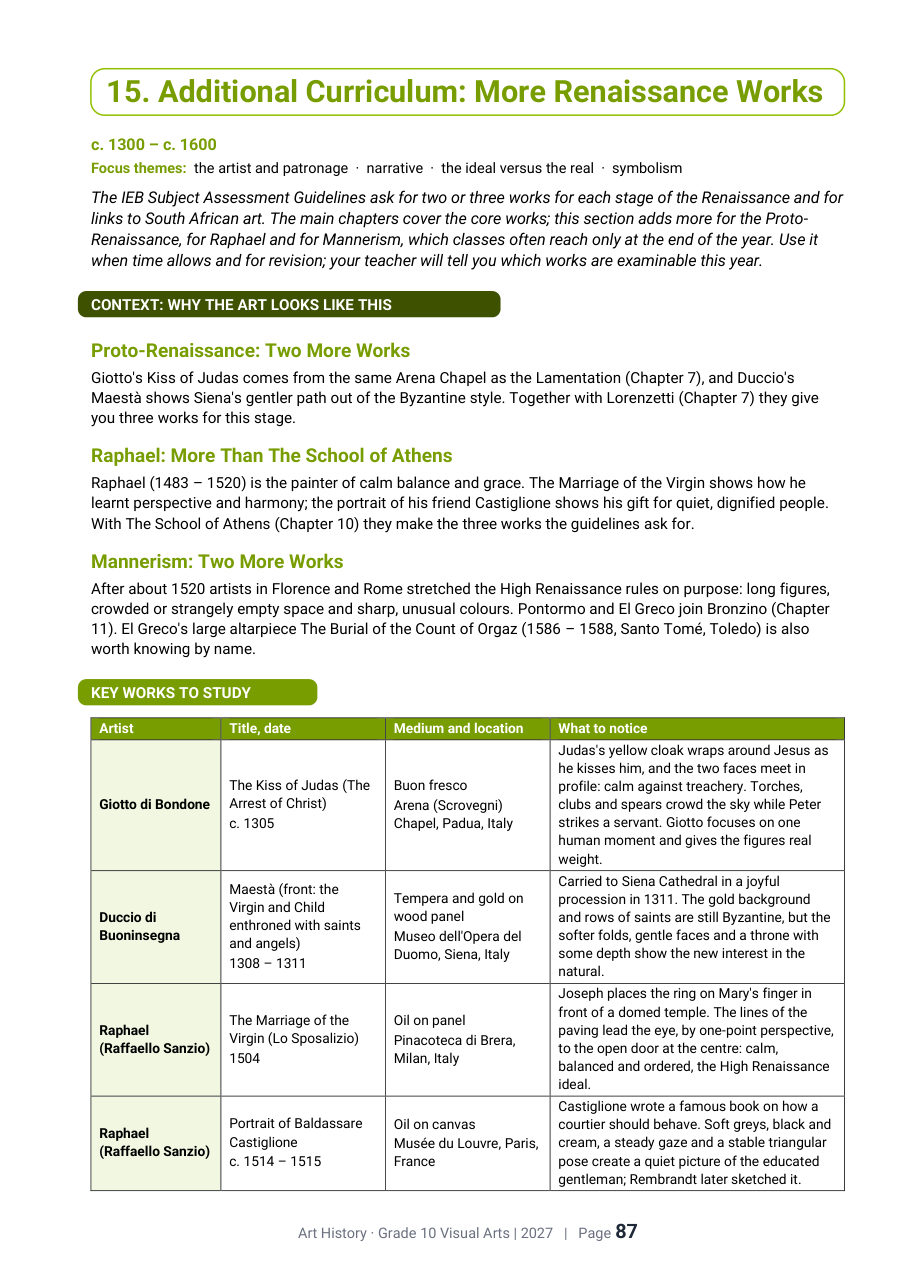 15. Additional Curriculum: More Renaissance Works
c. 1300 – c. 1600
Focus themes: the artist and patronage · narrative · the ideal versus the real · symbolism
The IEB Subject Assessment Guidelines ask for two or three works for each stage of the Renaissance and for
links to South African art. The main chapters cover the core works; this section adds more for the Proto-
Renaissance, for Raphael and for Mannerism, which classes often reach only at the end of the year. Use it
when time allows and for revision; your teacher will tell you which works are examinable this year.
CONTEXT: WHY THE ART LOOKS LIKE THIS
Proto-Renaissance: Two More Works
Giotto's Kiss of Judas comes from the same Arena Chapel as the Lamentation (Chapter 7), and Duccio's
Maestà shows Siena's gentler path out of the Byzantine style. Together with Lorenzetti (Chapter 7) they give
you three works for this stage.
Raphael: More Than The School of Athens
Raphael (1483 – 1520) is the painter of calm balance and grace. The Marriage of the Virgin shows how he
learnt perspective and harmony; the portrait of his friend Castiglione shows his gift for quiet, dignified people.
With The School of Athens (Chapter 10) they make the three works the guidelines ask for.
Mannerism: Two More Works
After about 1520 artists in Florence and Rome stretched the High Renaissance rules on purpose: long figures,
crowded or strangely empty space and sharp, unusual colours. Pontormo and El Greco join Bronzino (Chapter
11). El Greco's large altarpiece The Burial of the Count of Orgaz (1586 – 1588, Santo Tomé, Toledo) is also
worth knowing by name.
KEY WORKS TO STUDY
Artist
Title, date
Medium and location
What to notice
Giotto di Bondone
The Kiss of Judas (The
Arrest of Christ)
c. 1305
Buon fresco
Arena (Scrovegni)
Chapel, Padua, Italy
Judas's yellow cloak wraps around Jesus as
he kisses him, and the two faces meet in
profile: calm against treachery. Torches,
clubs and spears crowd the sky while Peter
strikes a servant. Giotto focuses on one
human moment and gives the figures real
weight.
Duccio di
Buoninsegna
Maestà (front: the
Virgin and Child
enthroned with saints
and angels)
1308 – 1311
Tempera and gold on
wood panel
Museo dell'Opera del
Duomo, Siena, Italy
Carried to Siena Cathedral in a joyful
procession in 1311. The gold background
and rows of saints are still Byzantine, but the
softer folds, gentle faces and a throne with
some depth show the new interest in the
natural.
Raphael
(Raffaello Sanzio)
The Marriage of the
Virgin (Lo Sposalizio)
1504
Oil on panel
Pinacoteca di Brera,
Milan, Italy
Joseph places the ring on Mary's finger in
front of a domed temple. The lines of the
paving lead the eye, by one-point perspective,
to the open door at the centre: calm,
balanced and ordered, the High Renaissance
ideal.
Raphael
(Raffaello Sanzio)
Portrait of Baldassare
Castiglione
c. 1514 – 1515
Oil on canvas
Musée du Louvre, Paris,
France
Castiglione wrote a famous book on how a
courtier should behave. Soft greys, black and
cream, a steady gaze and a stable triangular
pose create a quiet picture of the educated
gentleman; Rembrandt later sketched it.
Art History · Grade 10 Visual Arts | 2027 | Page 87